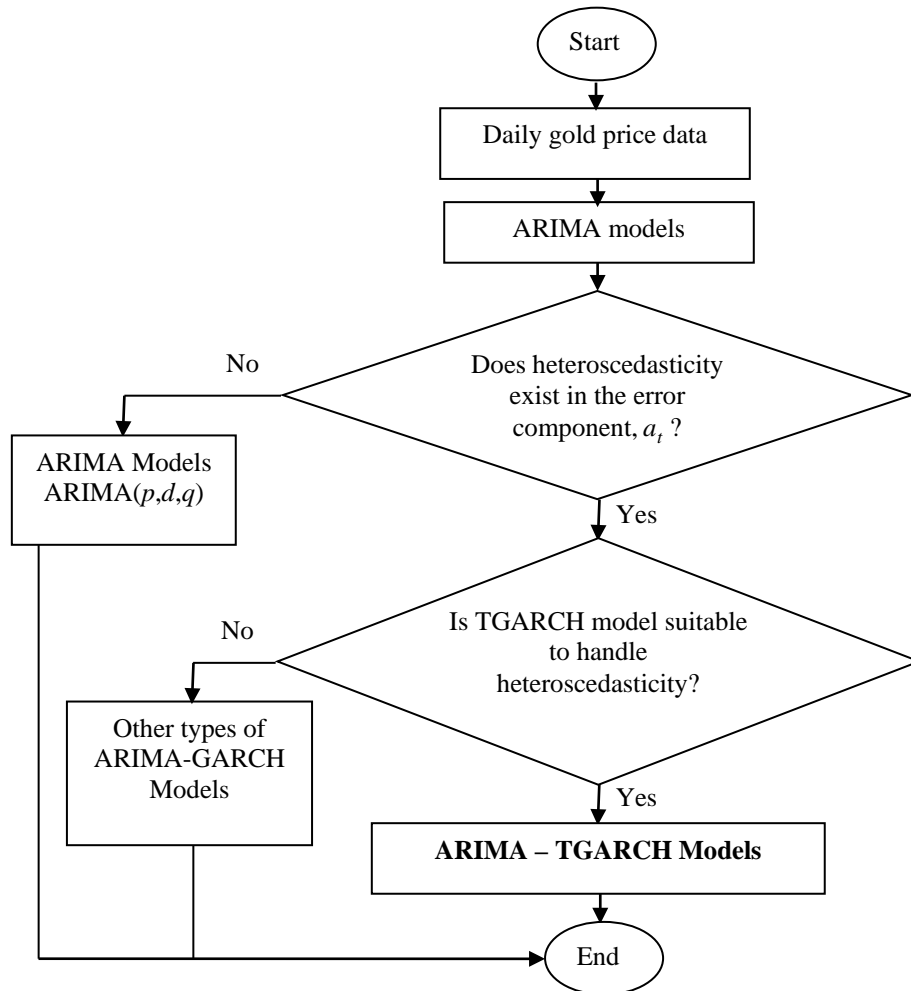 Start
Daily gold price data
ARIMA models
No
Does heteroscedasticity
exist in the error
component, a_t ?
ARIMA Models
ARIMA(p,d,q)
Yes
No
Is TGARCH model suitable
to handle
heteroscedasticity?
Other types of
ARIMA-GARCH
Models
Yes
ARIMA – TGARCH Models
End